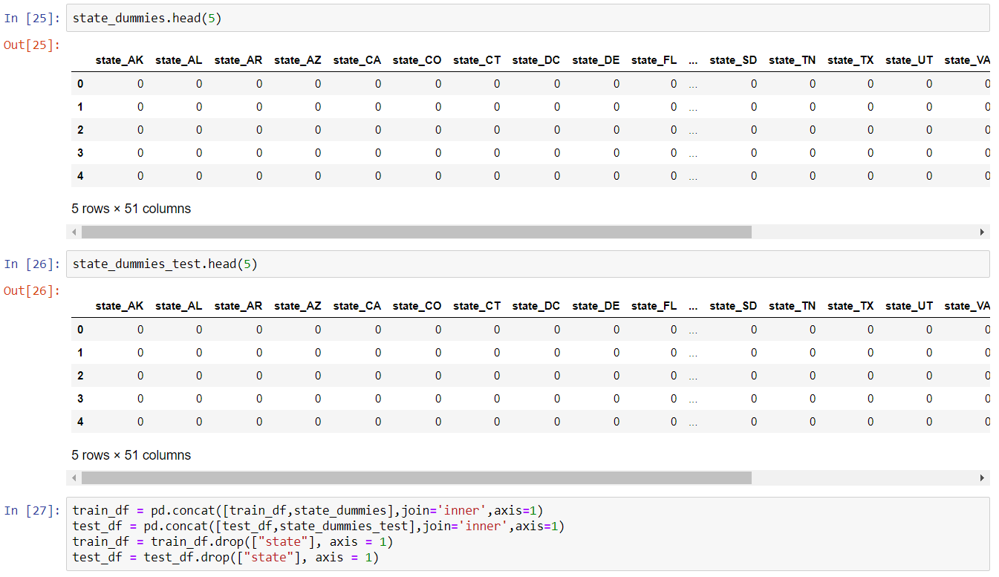 In [25]: state_dummies.head(5)
Out[25]:
state_AK state_AL state_AR state_AZ state_CA state_CO state_CT state_DC state_DE state_FL ... state_SD state_TN state_TX state_UT state_VA
0 0 0 0 0 0 0 0 0 0 0 ... 0 0 0 0 0
1 0 0 0 0 0 0 0 0 0 0 ... 0 0 0 0 0
2 0 0 0 0 0 0 0 0 0 0 ... 0 0 0 0 0
3 0 0 0 0 0 0 0 0 0 0 ... 0 0 0 0 0
4 0 0 0 0 0 0 0 0 0 0 ... 0 0 0 0 0
5 rows × 51 columns
In [26]: state_dummies_test.head(5)
Out[26]:
state_AK state_AL state_AR state_AZ state_CA state_CO state_CT state_DC state_DE state_FL ... state_SD state_TN state_TX state_UT state_VA
0 0 0 0 0 0 0 0 0 0 0 ... 0 0 0 0 0
1 0 0 0 0 0 0 0 0 0 0 ... 0 0 0 0 0
2 0 0 0 0 0 0 0 0 0 0 ... 0 0 0 0 0
3 0 0 0 0 0 0 0 0 0 0 ... 0 0 0 0 0
4 0 0 0 0 0 0 0 0 0 0 ... 0 0 0 0 0
5 rows × 51 columns
In [27]: train_df = pd.concat([train_df,state_dummies],join='inner',axis=1)
test_df = pd.concat([test_df,state_dummies_test],join='inner',axis=1)
train_df = train_df.drop(["state"], axis = 1)
test_df = test_df.drop(["state"], axis = 1)